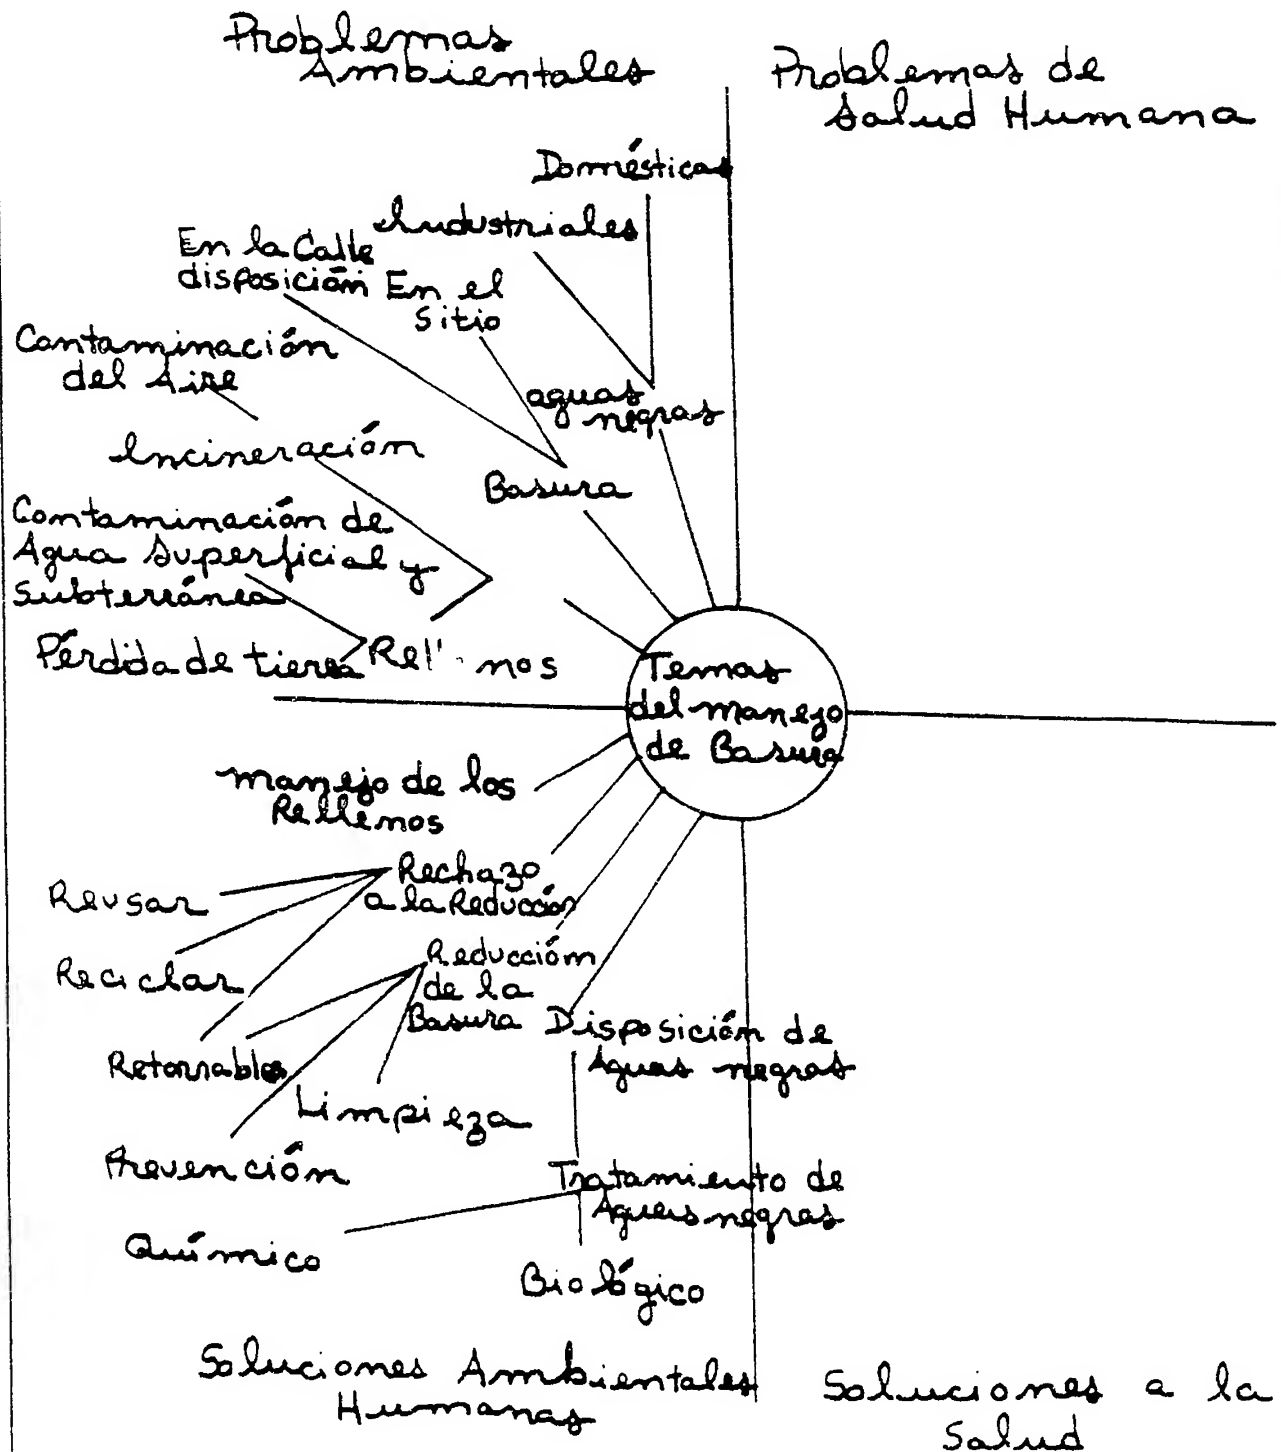 Problemas
Ambientales
Problemas de
Salud Humana
Domésticas
Industriales
En la Calle
disposición
En el
Sitio
Contaminación
del Aire
aguas
negras
Incineración
Basura
Contaminación de
Agua Superficial y
Subterránea
Pérdida de tierra
Temas
del manejo
de Basura
manejo de los
Rellenos
Rechazo
a la Reducción
Reusar
Reciclar
Reducción
de la
Basura
Disposición de
Aguas negras
Retornables
Limpieza
Prevención
Tratamiento de
Aguas negras
Químico
Biológico
Soluciones Ambientales
Humanas
Soluciones a la
Salud